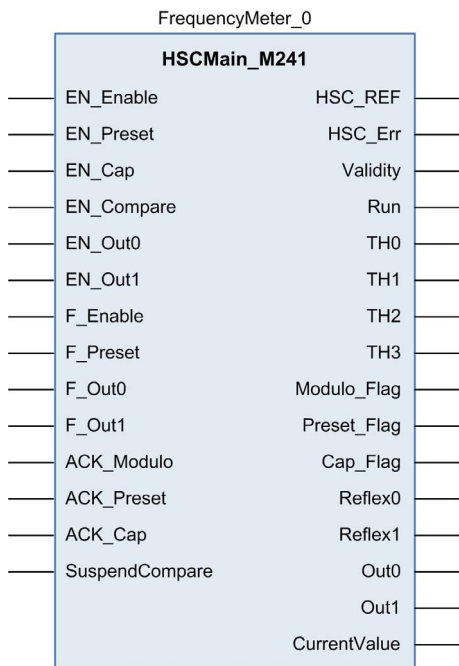 FrequencyMeter_0
HSCMain_M241
EN_Enable HSC_REF
EN_Preset HSC_Err
EN_Cap Validity
EN_Compare Run
EN_Out0 TH0
EN_Out1 TH1
F_Enable TH2
F_Preset TH3
F_Out0 Modulo_Flag
F_Out1 Preset_Flag
ACK_Modulo Cap_Flag
ACK_Preset Reflex0
ACK_Cap Reflex1
SuspendCompare Out0
Out1
CurrentValue